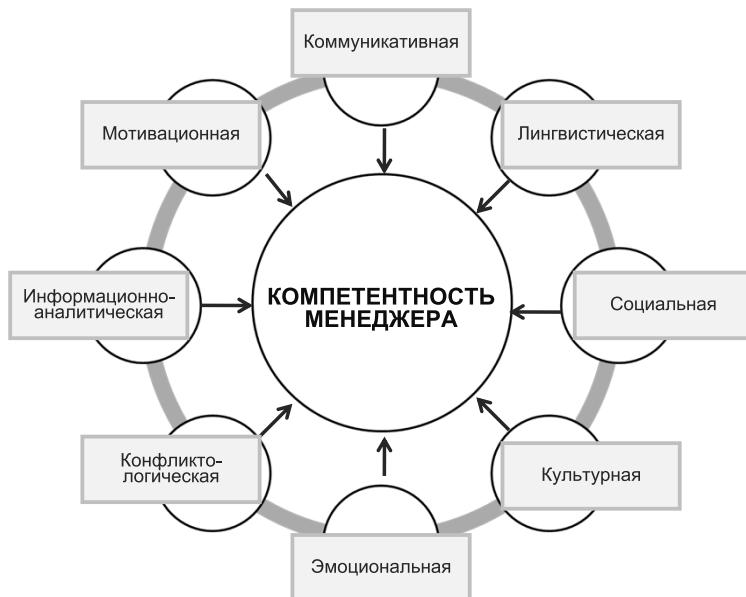 Коммуникативная
Мотивационная
Лингвистическая
Информационно-
аналитическая
КОМПЕТЕНТНОСТЬ
МЕНЕДЖЕРА
Социальная
Конфликто-
логическая
Культурная
Эмоциональная